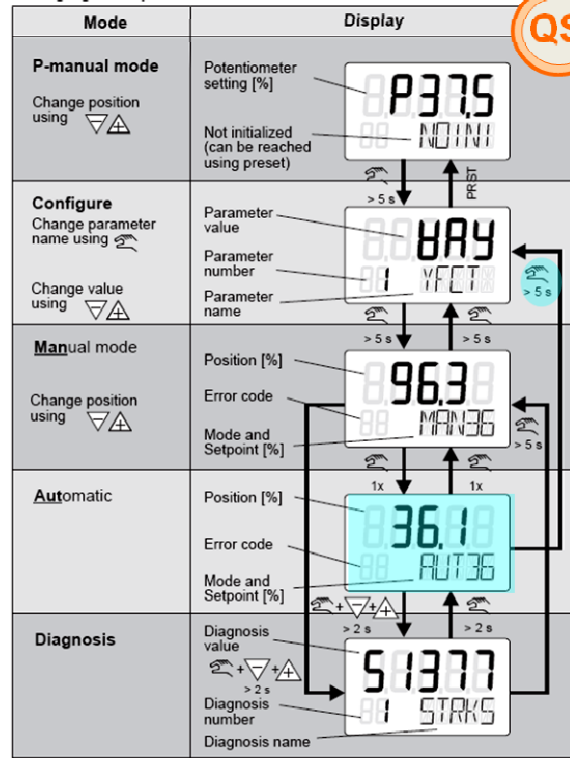 Mode
Display
QS
P-manual mode
Change position
using
Potentiometer
setting [%]
P37.5
Not initialized
(can be reached
using preset)
NOINI
> 5 s
PRST
Configure
Change parameter
name using
Change value
using
Parameter
value
WAY
Parameter
number
1 YFCT
Parameter
name
> 5 s
> 5 s
> 5 s
Manual mode
Change position
using
Position [%]
96.3
Error code
Mode and
Setpoint [%]
MAN36
> 5 s
1x
1x
Automatic
Position [%]
36.1
Error code
Mode and
Setpoint [%]
AUT36
+ +
> 2 s
> 2 s
Diagnosis
Diagnosis
value
51377
+ +
> 2 s
Diagnosis
number
1 STRKS
Diagnosis name